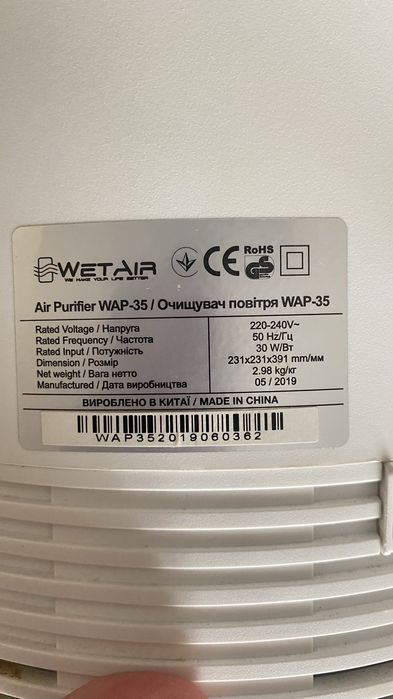 WETAIR
WE MAKE YOUR LIFE BETTER
CE
RoHS
GS
Air Purifier WAP-35 / Очищувач повітря WAP-35
Rated Voltage / Напруга 220-240V~
Rated Frequency / Частота 50 Hz/Гц
Rated Input / Потужність 30 W/Вт
Dimension / Розмір 231x231x391 mm/мм
Net weight / Вага нетто 2.98 kg/кг
Manufactured / Дата виробництва 05 / 2019
ВИРОБЛЕНО В КИТАЇ / MADE IN CHINA
WAP352019060362